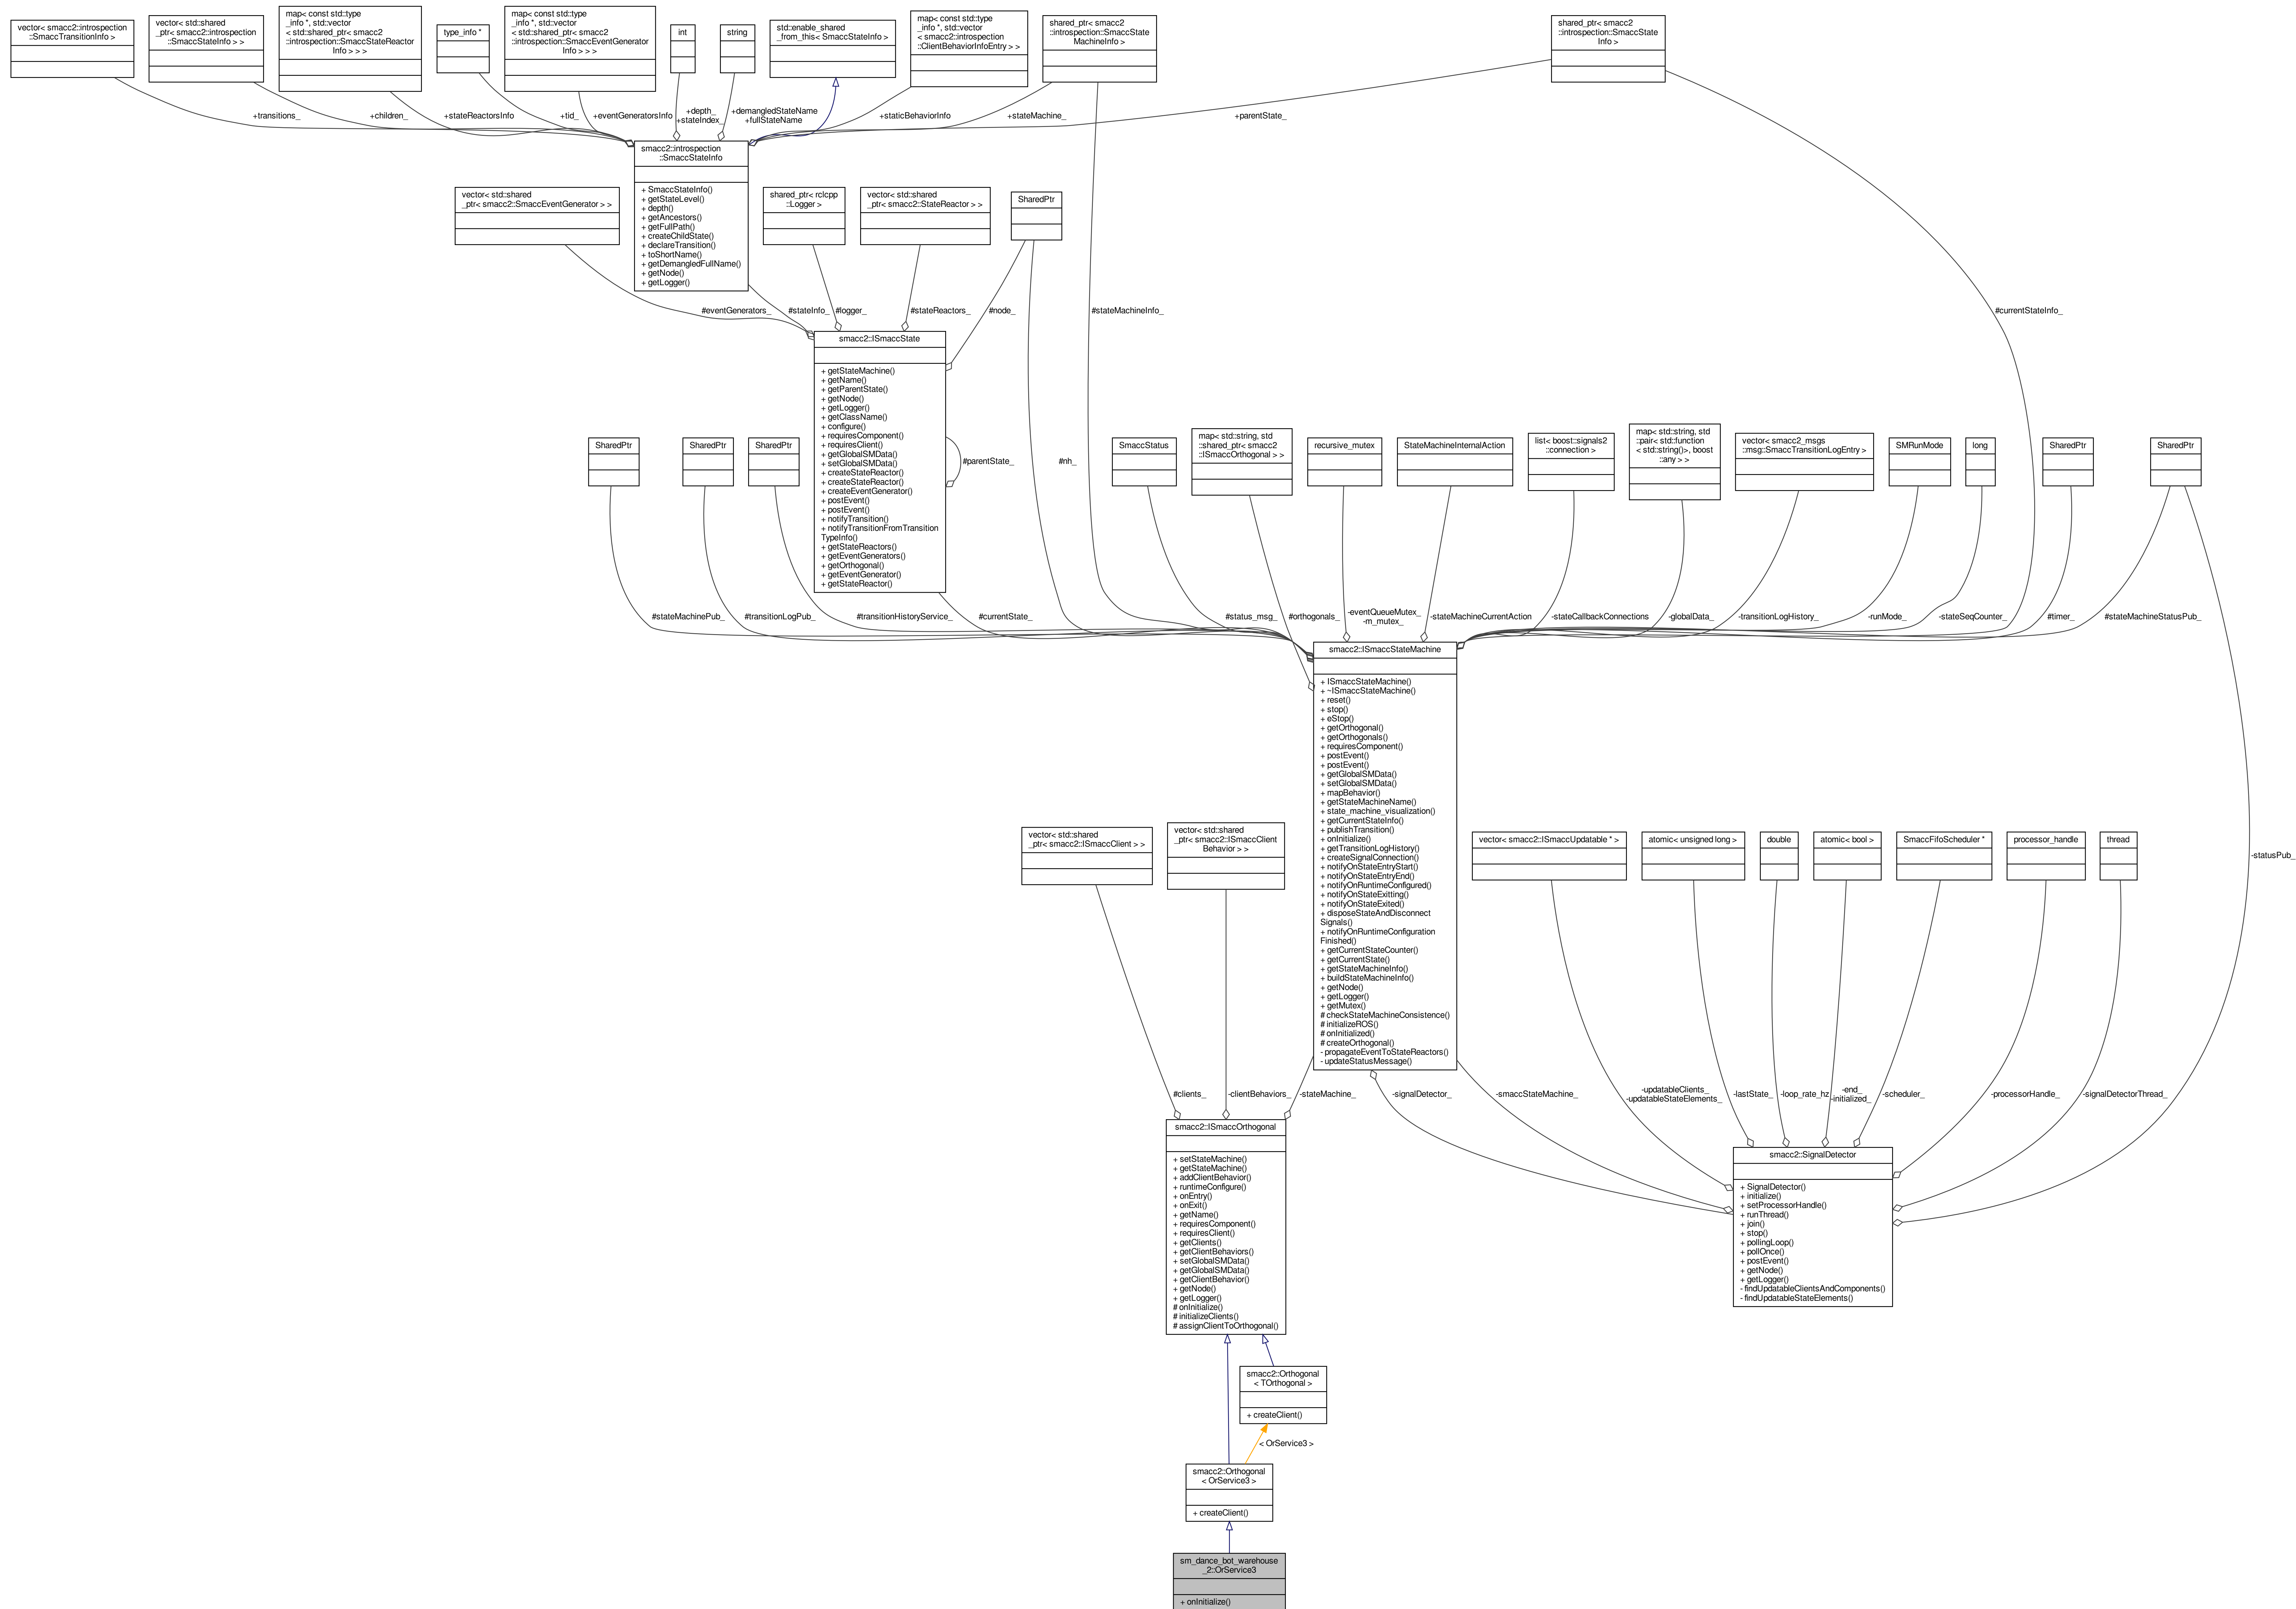 vector< smacc2::introspection
::SmaccTransitionInfo >
vector< std::shared
_ptr< smacc2::introspection
::SmaccStateInfo > >
map< const std::type
_info *, std::vector
< std::shared_ptr< smacc2
::introspection::SmaccStateReactor
Info > > >
type_info *
map< const std::type
_info *, std::vector
< std::shared_ptr< smacc2
::introspection::SmaccEventGenerator
Info > > >
int
string
std::enable_shared
_from_this< SmaccStateInfo >
map< const std::type
_info *, std::vector
< smacc2::introspection
::ClientBehaviorInfoEntry > >
shared_ptr< smacc2
::introspection::SmaccState
MachineInfo >
shared_ptr< smacc2
::introspection::SmaccState
Info >
+transitions_
+children_
+stateReactorsInfo
+tid_
+eventGeneratorsInfo
+depth_
+stateIndex_
+demangledStateName
+fullStateName
+staticBehaviorInfo
+stateMachine_
+parentState_
smacc2::introspection
::SmaccStateInfo
+ SmaccStateInfo()
+ getStateLevel()
+ depth()
+ getAncestors()
+ getFullPath()
+ createChildState()
+ declareTransition()
+ toShortName()
+ getDemangledFullName()
+ getNode()
+ getLogger()
vector< std::shared
_ptr< smacc2::SmaccEventGenerator > >
shared_ptr< rclcpp
::Logger >
vector< std::shared
_ptr< smacc2::StateReactor > >
SharedPtr
#eventGenerators_
#stateInfo_
#logger_
#stateReactors_
#node_
#stateMachineInfo_
#currentStateInfo_
smacc2::ISmaccState
+ getStateMachine()
+ getName()
+ getParentState()
+ getNode()
+ getLogger()
+ getClassName()
+ configure()
+ requiresComponent()
+ requiresClient()
+ getGlobalSMData()
+ setGlobalSMData()
+ createStateReactor()
+ createStateReactor()
+ createEventGenerator()
+ postEvent()
+ postEvent()
+ notifyTransition()
+ notifyTransitionFromTransition
TypeInfo()
+ getStateReactors()
+ getEventGenerators()
+ getOrthogonal()
+ getEventGenerator()
+ getStateReactor()
#parentState_
#nh_
SharedPtr
SharedPtr
SharedPtr
SmaccStatus
map< std::string, std
::shared_ptr< smacc2
::ISmaccOrthogonal > >
recursive_mutex
StateMachineInternalAction
list< boost::signals2
::connection >
map< std::string, std
::pair< std::function
< std::string()>, boost
::any > >
vector< smacc2_msgs
::msg::SmaccTransitionLogEntry >
SMRunMode
long
SharedPtr
SharedPtr
#stateMachinePub_
#transitionLogPub_
#transitionHistoryService_
#currentState_
#status_msg_
#orthogonals_
-eventQueueMutex_
-m_mutex_
-stateMachineCurrentAction
-stateCallbackConnections
-globalData_
-transitionLogHistory_
-runMode_
-stateSeqCounter_
#timer_
#stateMachineStatusPub_
smacc2::ISmaccStateMachine
+ ISmaccStateMachine()
+ ~ISmaccStateMachine()
+ reset()
+ stop()
+ eStop()
+ getOrthogonal()
+ getOrthogonals()
+ requiresComponent()
+ postEvent()
+ postEvent()
+ getGlobalSMData()
+ setGlobalSMData()
+ mapBehavior()
+ getStateMachineName()
+ state_machine_visualization()
+ getCurrentStateInfo()
+ publishTransition()
+ onInitialize()
+ getTransitionLogHistory()
+ createSignalConnection()
+ notifyOnStateEntryStart()
+ notifyOnStateEntryEnd()
+ notifyOnRuntimeConfigured()
+ notifyOnStateExitting()
+ notifyOnStateExited()
+ disposeStateAndDisconnect
Signals()
+ notifyOnRuntimeConfiguration
Finished()
+ getCurrentStateCounter()
+ getCurrentState()
+ getStateMachineInfo()
+ buildStateMachineInfo()
+ getNode()
+ getLogger()
+ getMutex()
# checkStateMachineConsistence()
# initializeROS()
# onInitialized()
# createOrthogonal()
- propagateEventToStateReactors()
- updateStatusMessage()
vector< std::shared
_ptr< smacc2::ISmaccClient > >
vector< std::shared
_ptr< smacc2::ISmaccClient
Behavior > >
vector< smacc2::ISmaccUpdatable * >
atomic< unsigned long >
double
atomic< bool >
SmaccFifoScheduler *
processor_handle
thread
-statusPub_
#clients_
-clientBehaviors_
-stateMachine_
-signalDetector_
-smaccStateMachine_
-updatableClients_
-updatableStateElements_
-lastState_
-loop_rate_hz
-end_
-initialized_
-scheduler_
-processorHandle_
-signalDetectorThread_
smacc2::ISmaccOrthogonal
+ setStateMachine()
+ getStateMachine()
+ addClientBehavior()
+ runtimeConfigure()
+ onEntry()
+ onExit()
+ getName()
+ requiresComponent()
+ requiresClient()
+ getClients()
+ getClientBehaviors()
+ setGlobalSMData()
+ getGlobalSMData()
+ getClientBehavior()
+ getNode()
+ getLogger()
# onInitialize()
# initializeClients()
# assignClientToOrthogonal()
smacc2::SignalDetector
+ SignalDetector()
+ initialize()
+ setProcessorHandle()
+ runThread()
+ join()
+ stop()
+ pollingLoop()
+ pollOnce()
+ postEvent()
+ getNode()
+ getLogger()
- findUpdatableClientsAndComponents()
- findUpdatableStateElements()
smacc2::Orthogonal
< TOrthogonal >
+ createClient()
< OrService3 >
smacc2::Orthogonal
< OrService3 >
+ createClient()
sm_dance_bot_warehouse
_2::OrService3
+ onInitialize()